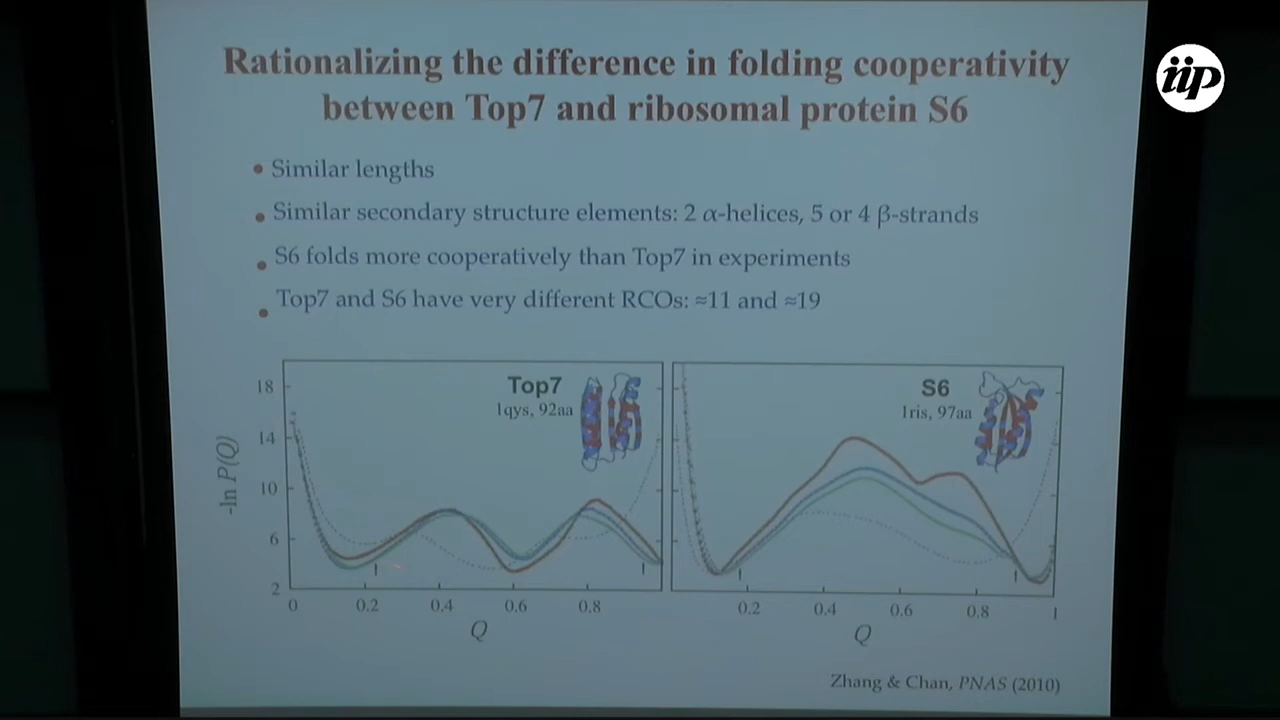 Rationalizing the difference in folding cooperativity
between Top7 and ribosomal protein S6
iip
• Similar lengths
• Similar secondary structure elements: 2 α-helices, 5 or 4 β-strands
• S6 folds more cooperatively than Top7 in experiments
• Top7 and S6 have very different RCOs: ≈11 and ≈19
-ln P(Q)
18
14
10
6
2
Top7
1qys, 92aa
0 0.2 0.4 0.6 0.8
Q
S6
1ris, 97aa
0.2 0.4 0.6 0.8 1
Q
Zhang & Chan, PNAS (2010)